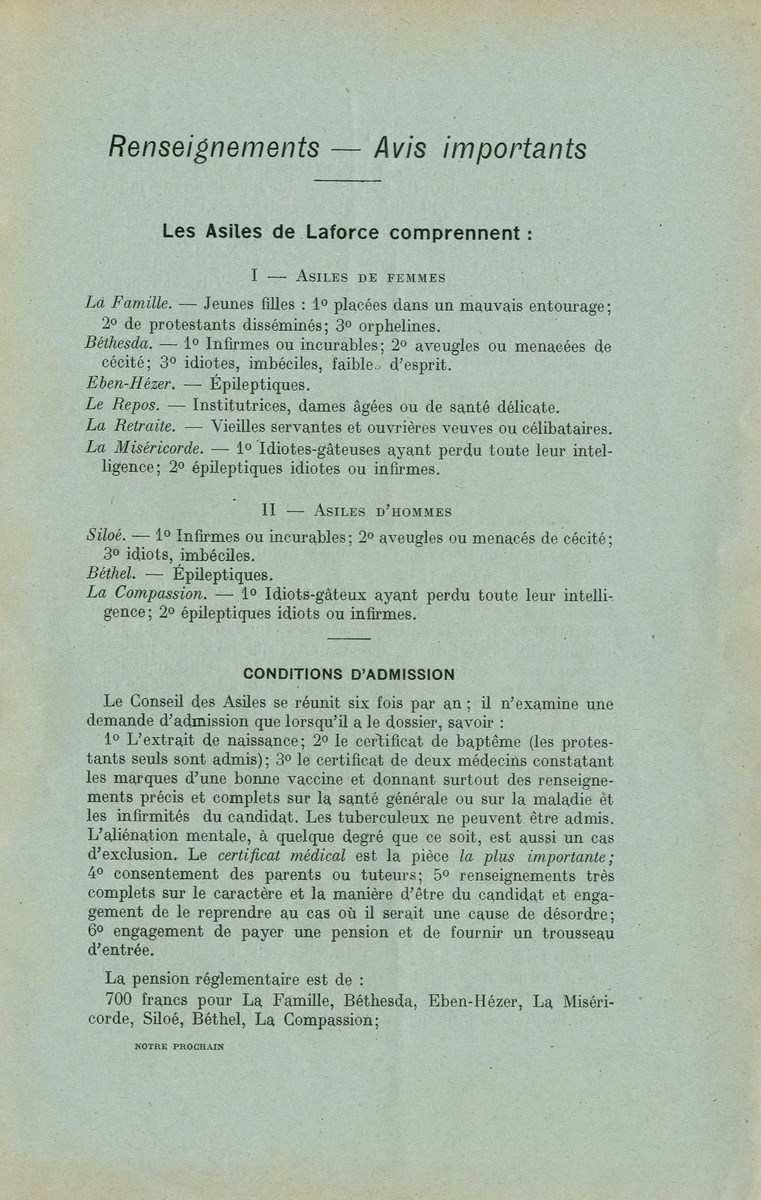 Renseignements — Avis importants
Les Asiles de Laforce comprennent :
I — Asiles de femmes
La Famille. — Jeunes filles : 1º placées dans un mauvais entourage;
2º de protestants disséminés; 3º orphelines.
Béthesda. — 1º Infirmes ou incurables; 2º aveugles ou menacées de
cécité; 3º idiotes, imbéciles, faibles d'esprit.
Eben-Hézer. — Épileptiques.
Le Repos. — Institutrices, dames âgées ou de santé délicate.
La Retraite. — Vieilles servantes et ouvrières veuves ou célibataires.
La Miséricorde. — 1º Idiotes-gâteuses ayant perdu toute leur intel-
ligence; 2º épileptiques idiotes ou infirmes.
II — Asiles d'hommes
Siloé. — 1º Infirmes ou incurables; 2º aveugles ou menacés de cécité;
3º idiots, imbéciles.
Béthel. — Épileptiques.
La Compassion. — 1º Idiots-gâteux ayant perdu toute leur intelli-
gence; 2º épileptiques idiots ou infirmes.
CONDITIONS D'ADMISSION
Le Conseil des Asiles se réunit six fois par an; il n'examine une
demande d'admission que lorsqu'il a le dossier, savoir :
1º L'extrait de naissance; 2º le certificat de baptême (les protes-
tants seuls sont admis); 3º le certificat de deux médecins constatant
les marques d'une bonne vaccine et donnant surtout des renseigne-
ments précis et complets sur la santé générale ou sur la maladie et
les infirmités du candidat. Les tuberculeux ne peuvent être admis.
L'aliénation mentale, à quelque degré que ce soit, est aussi un cas
d'exclusion. Le certificat médical est la pièce la plus importante;
4º consentement des parents ou tuteurs; 5º renseignements très
complets sur le caractère et la manière d'être du candidat et enga-
gement de le reprendre au cas où il serait une cause de désordre;
6º engagement de payer une pension et de fournir un trousseau
d'entrée.
La pension réglementaire est de :
700 francs pour La Famille, Béthesda, Eben-Hézer, La Miséri-
corde, Siloé, Béthel, La Compassion;
NOTRE PROCHAIN